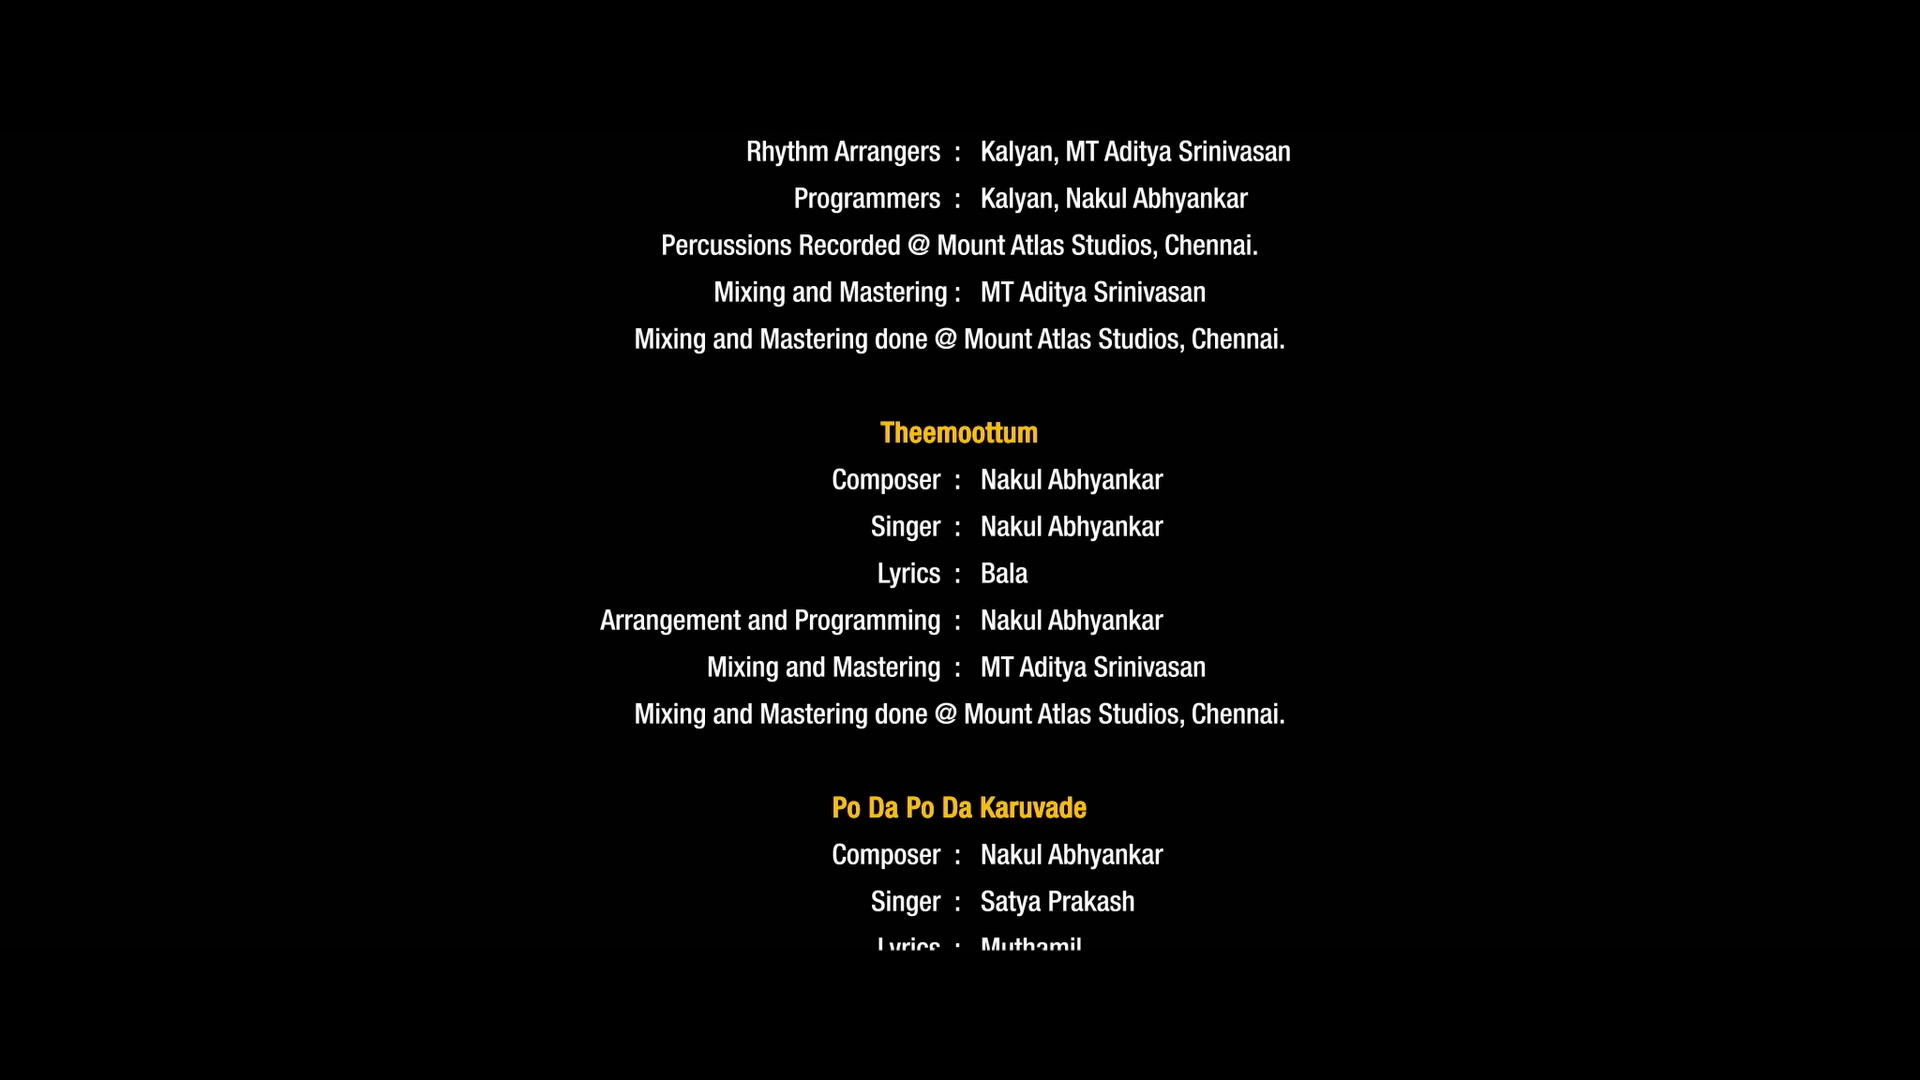 Rhythm Arrangers : Kalyan, MT Aditya Srinivasan
Programmers : Kalyan, Nakul Abhyankar
Percussions Recorded @ Mount Atlas Studios, Chennai.
Mixing and Mastering : MT Aditya Srinivasan
Mixing and Mastering done @ Mount Atlas Studios, Chennai.
Theemoottum
Composer : Nakul Abhyankar
Singer : Nakul Abhyankar
Lyrics : Bala
Arrangement and Programming : Nakul Abhyankar
Mixing and Mastering : MT Aditya Srinivasan
Mixing and Mastering done @ Mount Atlas Studios, Chennai.
Po Da Po Da Karuvade
Composer : Nakul Abhyankar
Singer : Satya Prakash
Lyrics : Muthamil